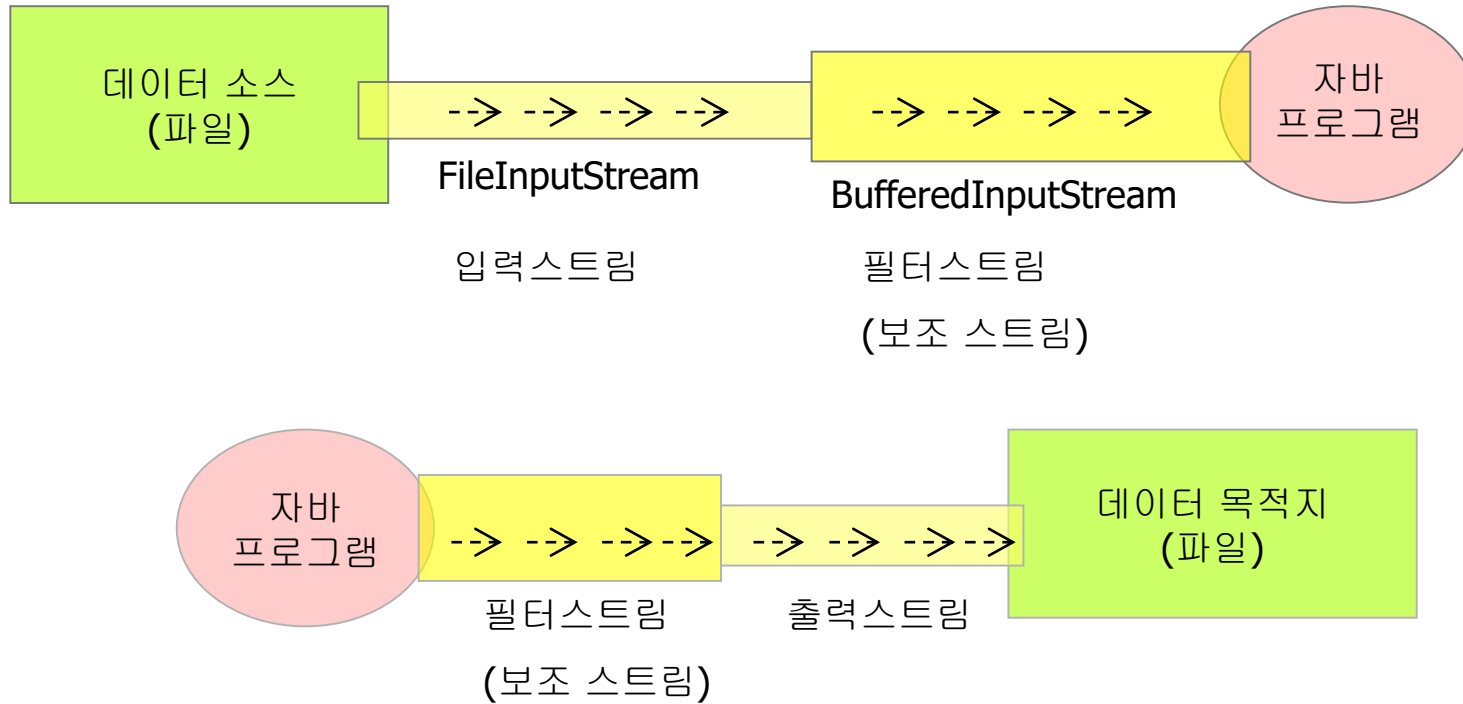 데이터 소스
(파일)
자바
프로그램
FileInputStream
BufferedInputStream
입력스트림
필터스트림
(보조 스트림)
자바
프로그램
데이터 목적지
(파일)
필터스트림
출력스트림
(보조 스트림)